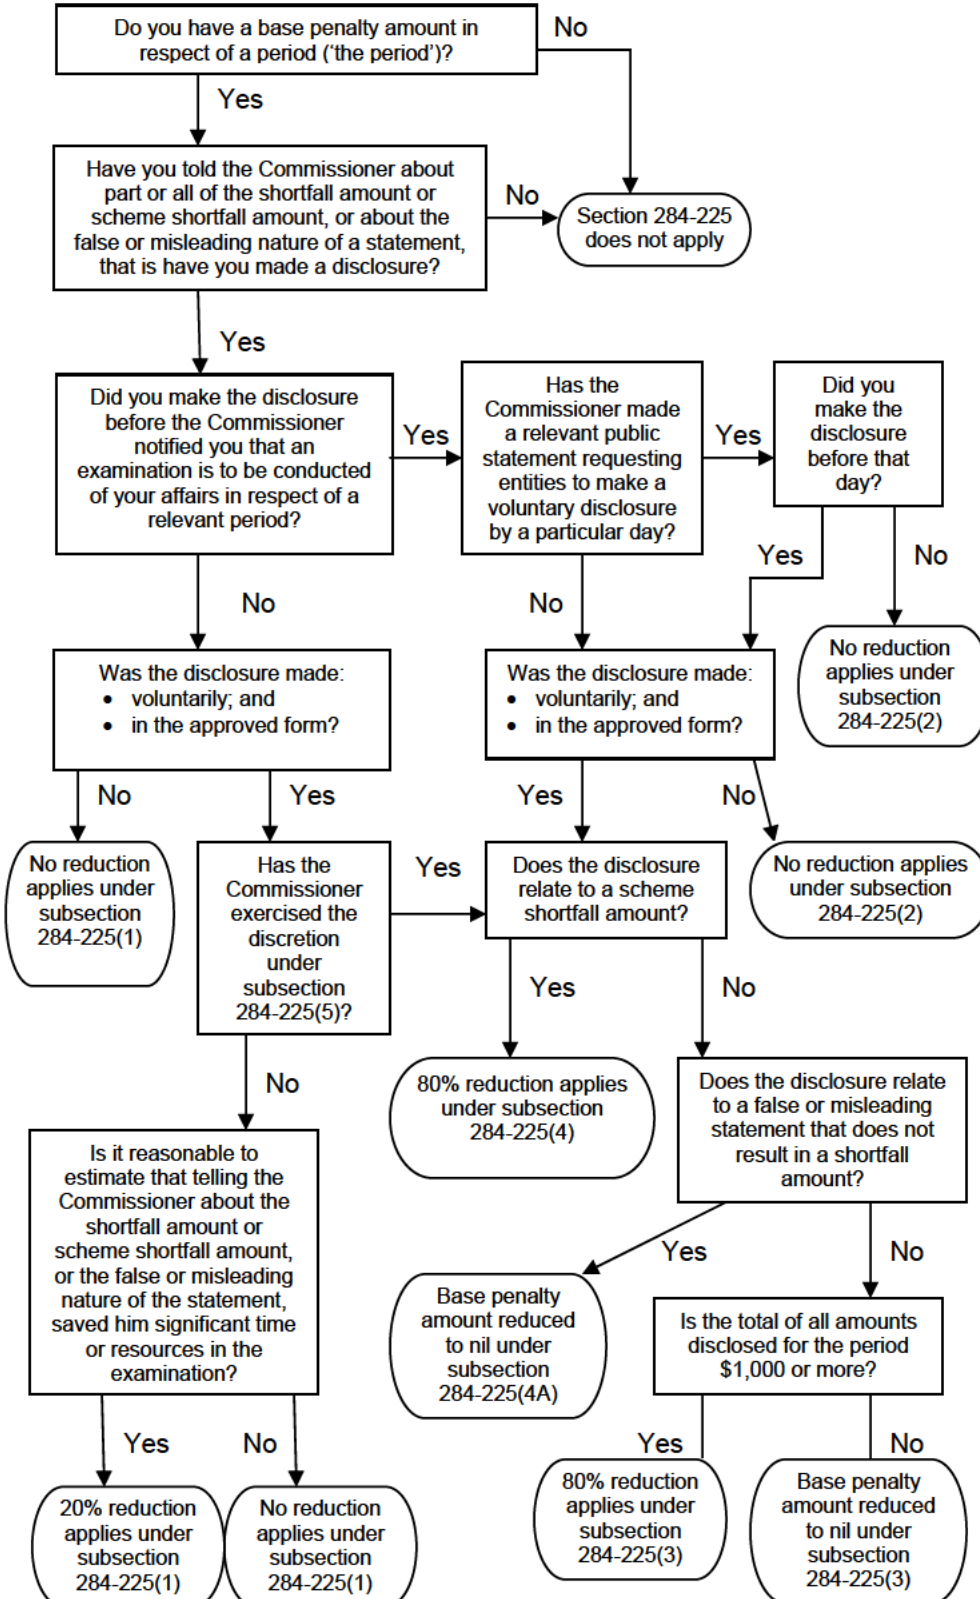 Do you have a base penalty amount in
respect of a period ('the period')?
No
Yes
Have you told the Commissioner about
part or all of the shortfall amount or
scheme shortfall amount, or about the
false or misleading nature of a statement,
that is have you made a disclosure?
No
Section 284-225
does not apply
Yes
Did you make the disclosure
before the Commissioner
notified you that an
examination is to be conducted
of your affairs in respect of a
relevant period?
Yes
Has the
Commissioner made
a relevant public
statement requesting
entities to make a
voluntary disclosure
by a particular day?
Yes
Did you
make the
disclosure
before that
day?
No
No
Yes
No
Was the disclosure made:
• voluntarily; and
• in the approved form?
Was the disclosure made:
• voluntarily; and
• in the approved form?
No reduction
applies under
subsection
284-225(2)
No
Yes
Yes
No
No reduction
applies under
subsection
284-225(1)
Has the
Commissioner
exercised the
discretion
under
subsection
284-225(5)?
Yes
Does the disclosure
relate to a scheme
shortfall amount?
No reduction applies
under subsection
284-225(2)
Yes
No
No
80% reduction applies
under subsection
284-225(4)
Does the disclosure relate
to a false or misleading
statement that does not
result in a shortfall
amount?
Is it reasonable to
estimate that telling the
Commissioner about the
shortfall amount or
scheme shortfall amount,
or the false or misleading
nature of the statement,
saved him significant time
or resources in the
examination?
Yes
No
Base penalty
amount reduced
to nil under
subsection
284-225(4A)
Is the total of all amounts
disclosed for the period
$1,000 or more?
Yes
No
Yes
No
20% reduction
applies under
subsection
284-225(1)
No reduction
applies under
subsection
284-225(1)
80% reduction
applies under
subsection
284-225(3)
Base penalty
amount reduced
to nil under
subsection
284-225(3)